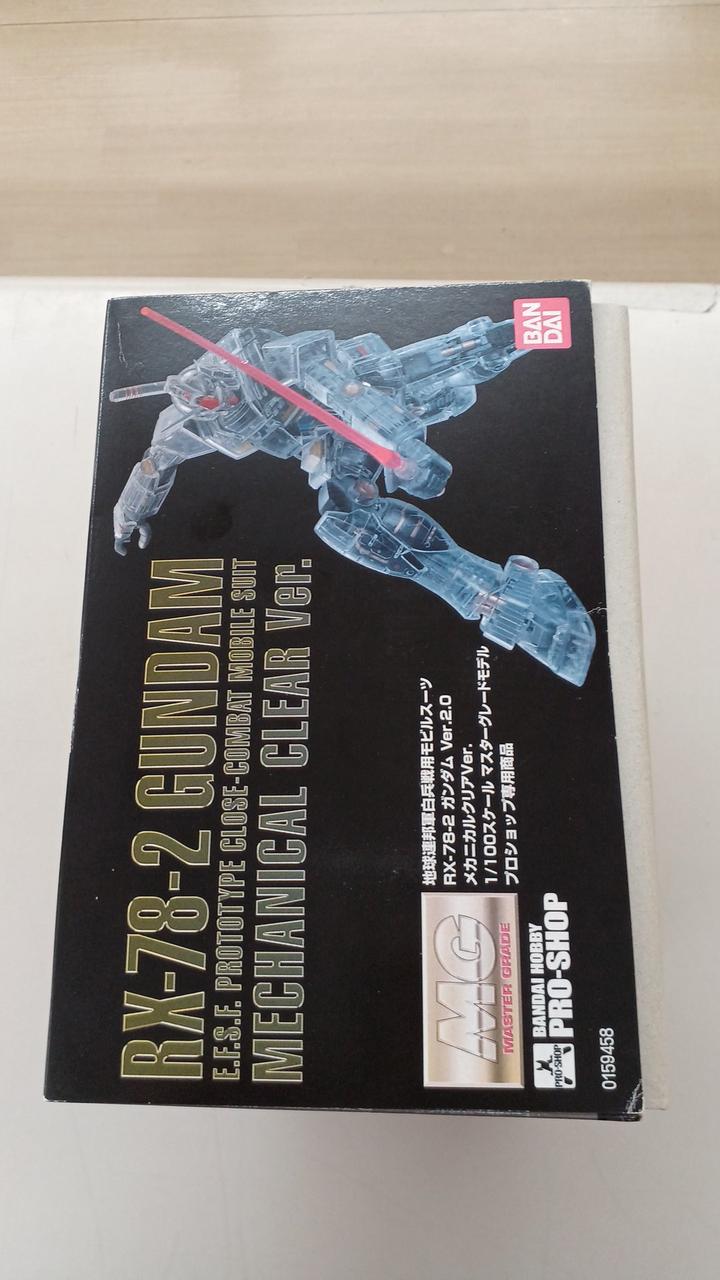 BAN
DAI
RX-78-2 GUNDAM
E.F.S.F. PROTOTYPE CLOSE-COMBAT MOBILE SUIT
MECHANICAL CLEAR Ver.
地球連邦軍白兵戦用モビルスーツ
RX-78-2 ガンダム Ver.2.0
メカニカルクリアVer.
1/100スケール マスターグレードモデル
プロショップ専用商品
MG
MASTER GRADE
PRO-SHOP
BANDAI HOBBY
PRO-SHOP
0159458